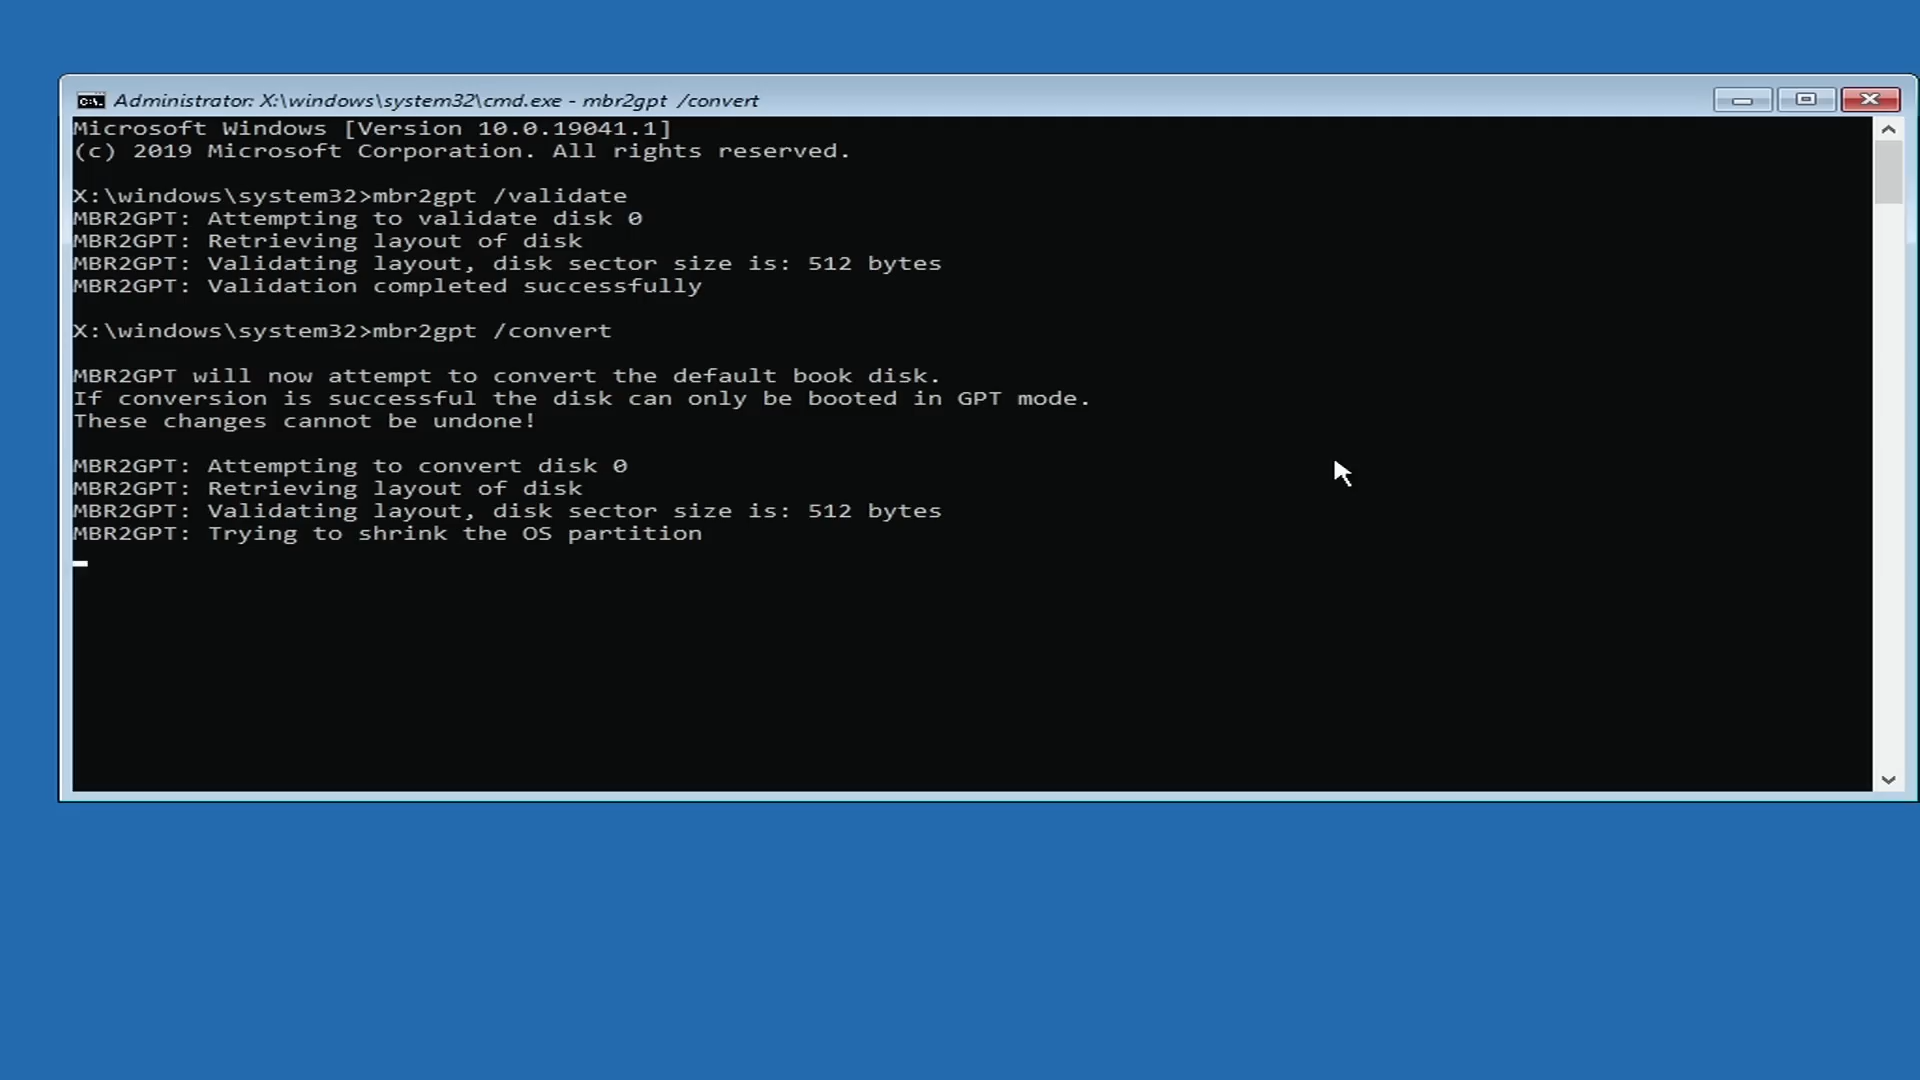 Administrator: X:\windows\system32\cmd.exe - mbr2gpt /convert
Microsoft Windows [Version 10.0.19041.1]
(c) 2019 Microsoft Corporation. All rights reserved.
X:\windows\system32>mbr2gpt /validate
MBR2GPT: Attempting to validate disk 0
MBR2GPT: Retrieving layout of disk
MBR2GPT: Validating layout, disk sector size is: 512 bytes
MBR2GPT: Validation completed successfully
X:\windows\system32>mbr2gpt /convert
MBR2GPT will now attempt to convert the default book disk.
If conversion is successful the disk can only be booted in GPT mode.
These changes cannot be undone!
MBR2GPT: Attempting to convert disk 0
MBR2GPT: Retrieving layout of disk
MBR2GPT: Validating layout, disk sector size is: 512 bytes
MBR2GPT: Trying to shrink the OS partition